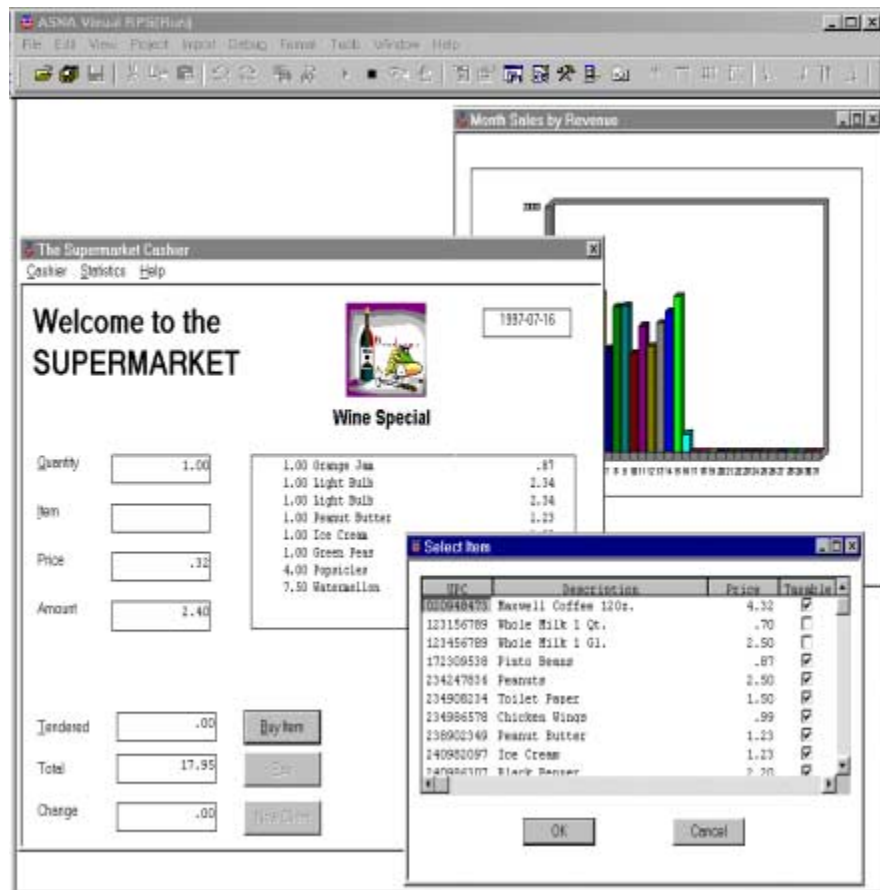 ASNA Visual RPG(Run)
File Edit View Project Import Debug Format Tools Window Help
Month Sales by Revenue
The Supermarket Cashier
Cashier Statistics Help
Welcome to the
SUPERMARKET
1997-07-16
Wine Special
Quantity 1.00
Item
Price .32
Amount 2.40
1.00 Orange Jam .87
1.00 Light Bulb 2.34
1.00 Light Bulb 2.34
1.00 Peanut Butter 1.23
1.00 Ice Cream
1.00 Green Peas
4.00 Popsicles
7.50 Watermellon
Tendered .00
Buy Item
Total 17.95
Change .00
Select Item
UPC Description Price Taxable
020948473 Maxwell Coffee 12Oz. 4.32
123156789 Whole Milk 1 Qt. .70
123456789 Whole Milk 1 Gl. 2.50
172309538 Pinto Beans .87
234247836 Peanuts 2.50
234908234 Toilet Paper 1.50
234986578 Chicken Wings .99
238902349 Peanut Butter 1.23
240982097 Ice Cream 1.23
Black Pepper 2.20
OK
Cancel